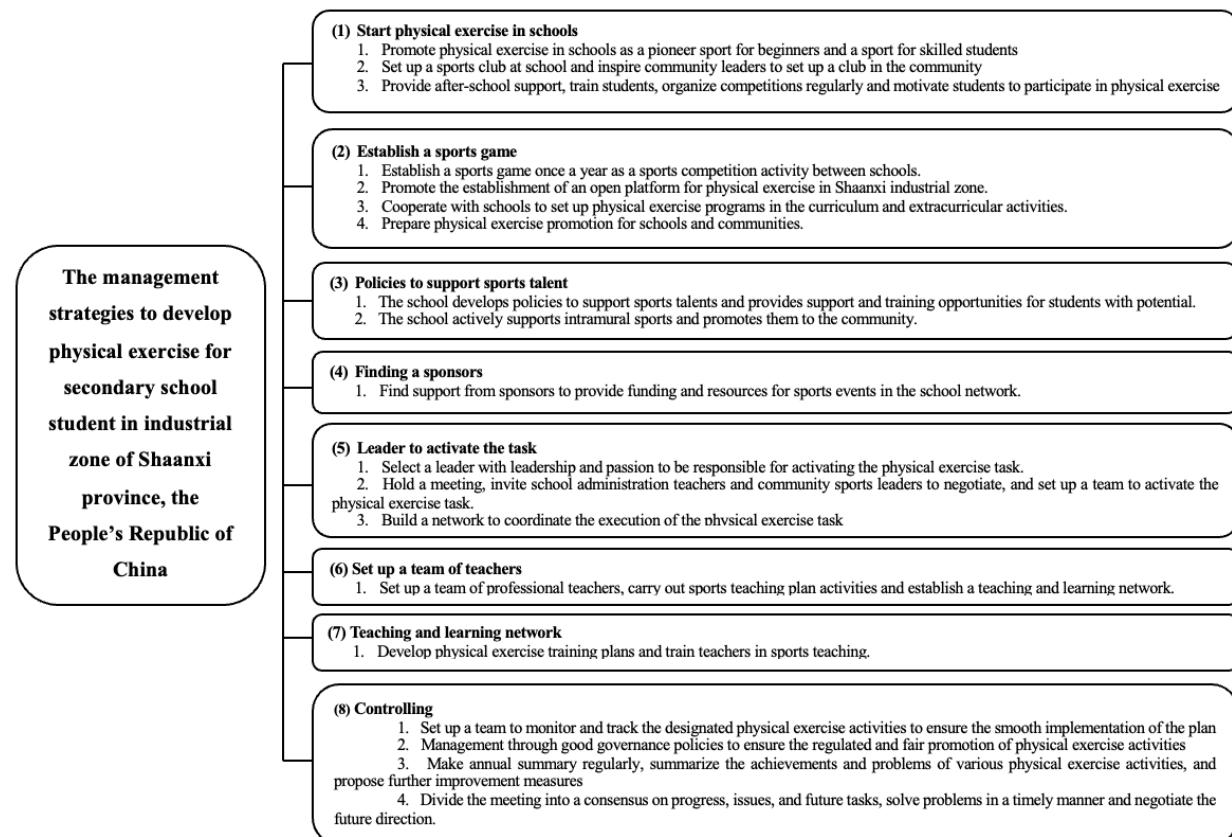 The management
strategies to develop
physical exercise for
secondary school
student in industrial
zone of Shaanxi
province, the
People's Republic of
China
(1) Start physical exercise in schools
1. Promote physical exercise in schools as a pioneer sport for beginners and a sport for skilled students
2. Set up a sports club at school and inspire community leaders to set up a club in the community
3. Provide after-school support, train students, organize competitions regularly and motivate students to participate in physical exercise
(2) Establish a sports game
1. Establish a sports game once a year as a sports competition activity between schools.
2. Promote the establishment of an open platform for physical exercise in Shaanxi industrial zone.
3. Cooperate with schools to set up physical exercise programs in the curriculum and extracurricular activities.
4. Prepare physical exercise promotion for schools and communities.
(3) Policies to support sports talent
1. The school develops policies to support sports talents and provides support and training opportunities for students with potential.
2. The school actively supports intramural sports and promotes them to the community.
(4) Finding a sponsors
1. Find support from sponsors to provide funding and resources for sports events in the school network.
(5) Leader to activate the task
1. Select a leader with leadership and passion to be responsible for activating the physical exercise task.
2. Hold a meeting, invite school administration teachers and community sports leaders to negotiate, and set up a team to activate the
physical exercise task.
3. Build a network to coordinate the execution of the physical exercise task
(6) Set up a team of teachers
1. Set up a team of professional teachers, carry out sports teaching plan activities and establish a teaching and learning network.
(7) Teaching and learning network
1. Develop physical exercise training plans and train teachers in sports teaching.
(8) Controlling
1. Set up a team to monitor and track the designated physical exercise activities to ensure the smooth implementation of the plan
2. Management through good governance policies to ensure the regulated and fair promotion of physical exercise activities
3. Make annual summary regularly, summarize the achievements and problems of various physical exercise activities, and
propose further improvement measures
4. Divide the meeting into a consensus on progress, issues, and future tasks, solve problems in a timely manner and negotiate the
future direction.